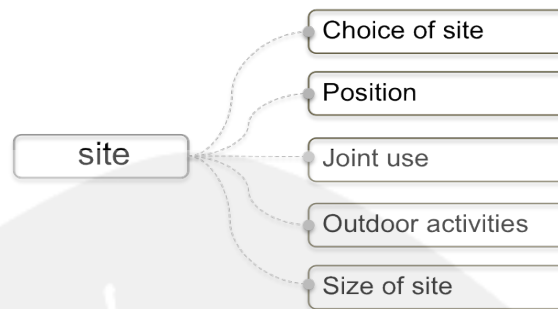 Choice of site
Position
site
Joint use
Outdoor activities
Size of site